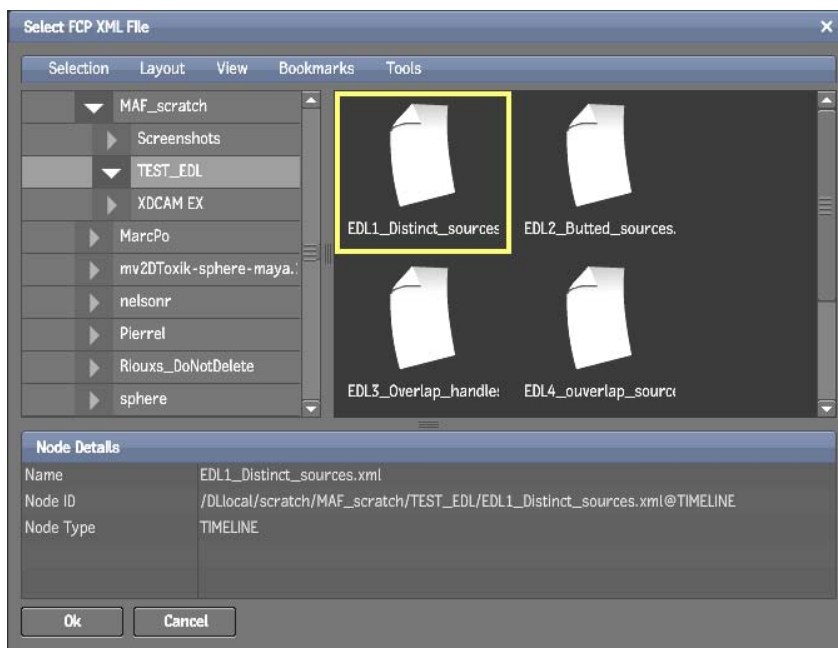 Select FCP XML File
Selection Layout View Bookmarks Tools
MAF_scratch
Screenshots
TEST_EDL
XDCAM EX
MarcPo
mv2DToxik-sphere-maya.
nelsonr
Pierrel
Riouxs_DoNotDelete
sphere
EDL1_Distinct_sources
EDL2_Butted_sources.
EDL3_Overlap_handle
EDL4_ouverlap_sourc
Node Details
Name EDL1_Distinct_sources.xml
Node ID /DLlocal/scratch/MAF_scratch/TEST_EDL/EDL1_Distinct_sources.xml@TIMELINE
Node Type TIMELINE
Ok Cancel